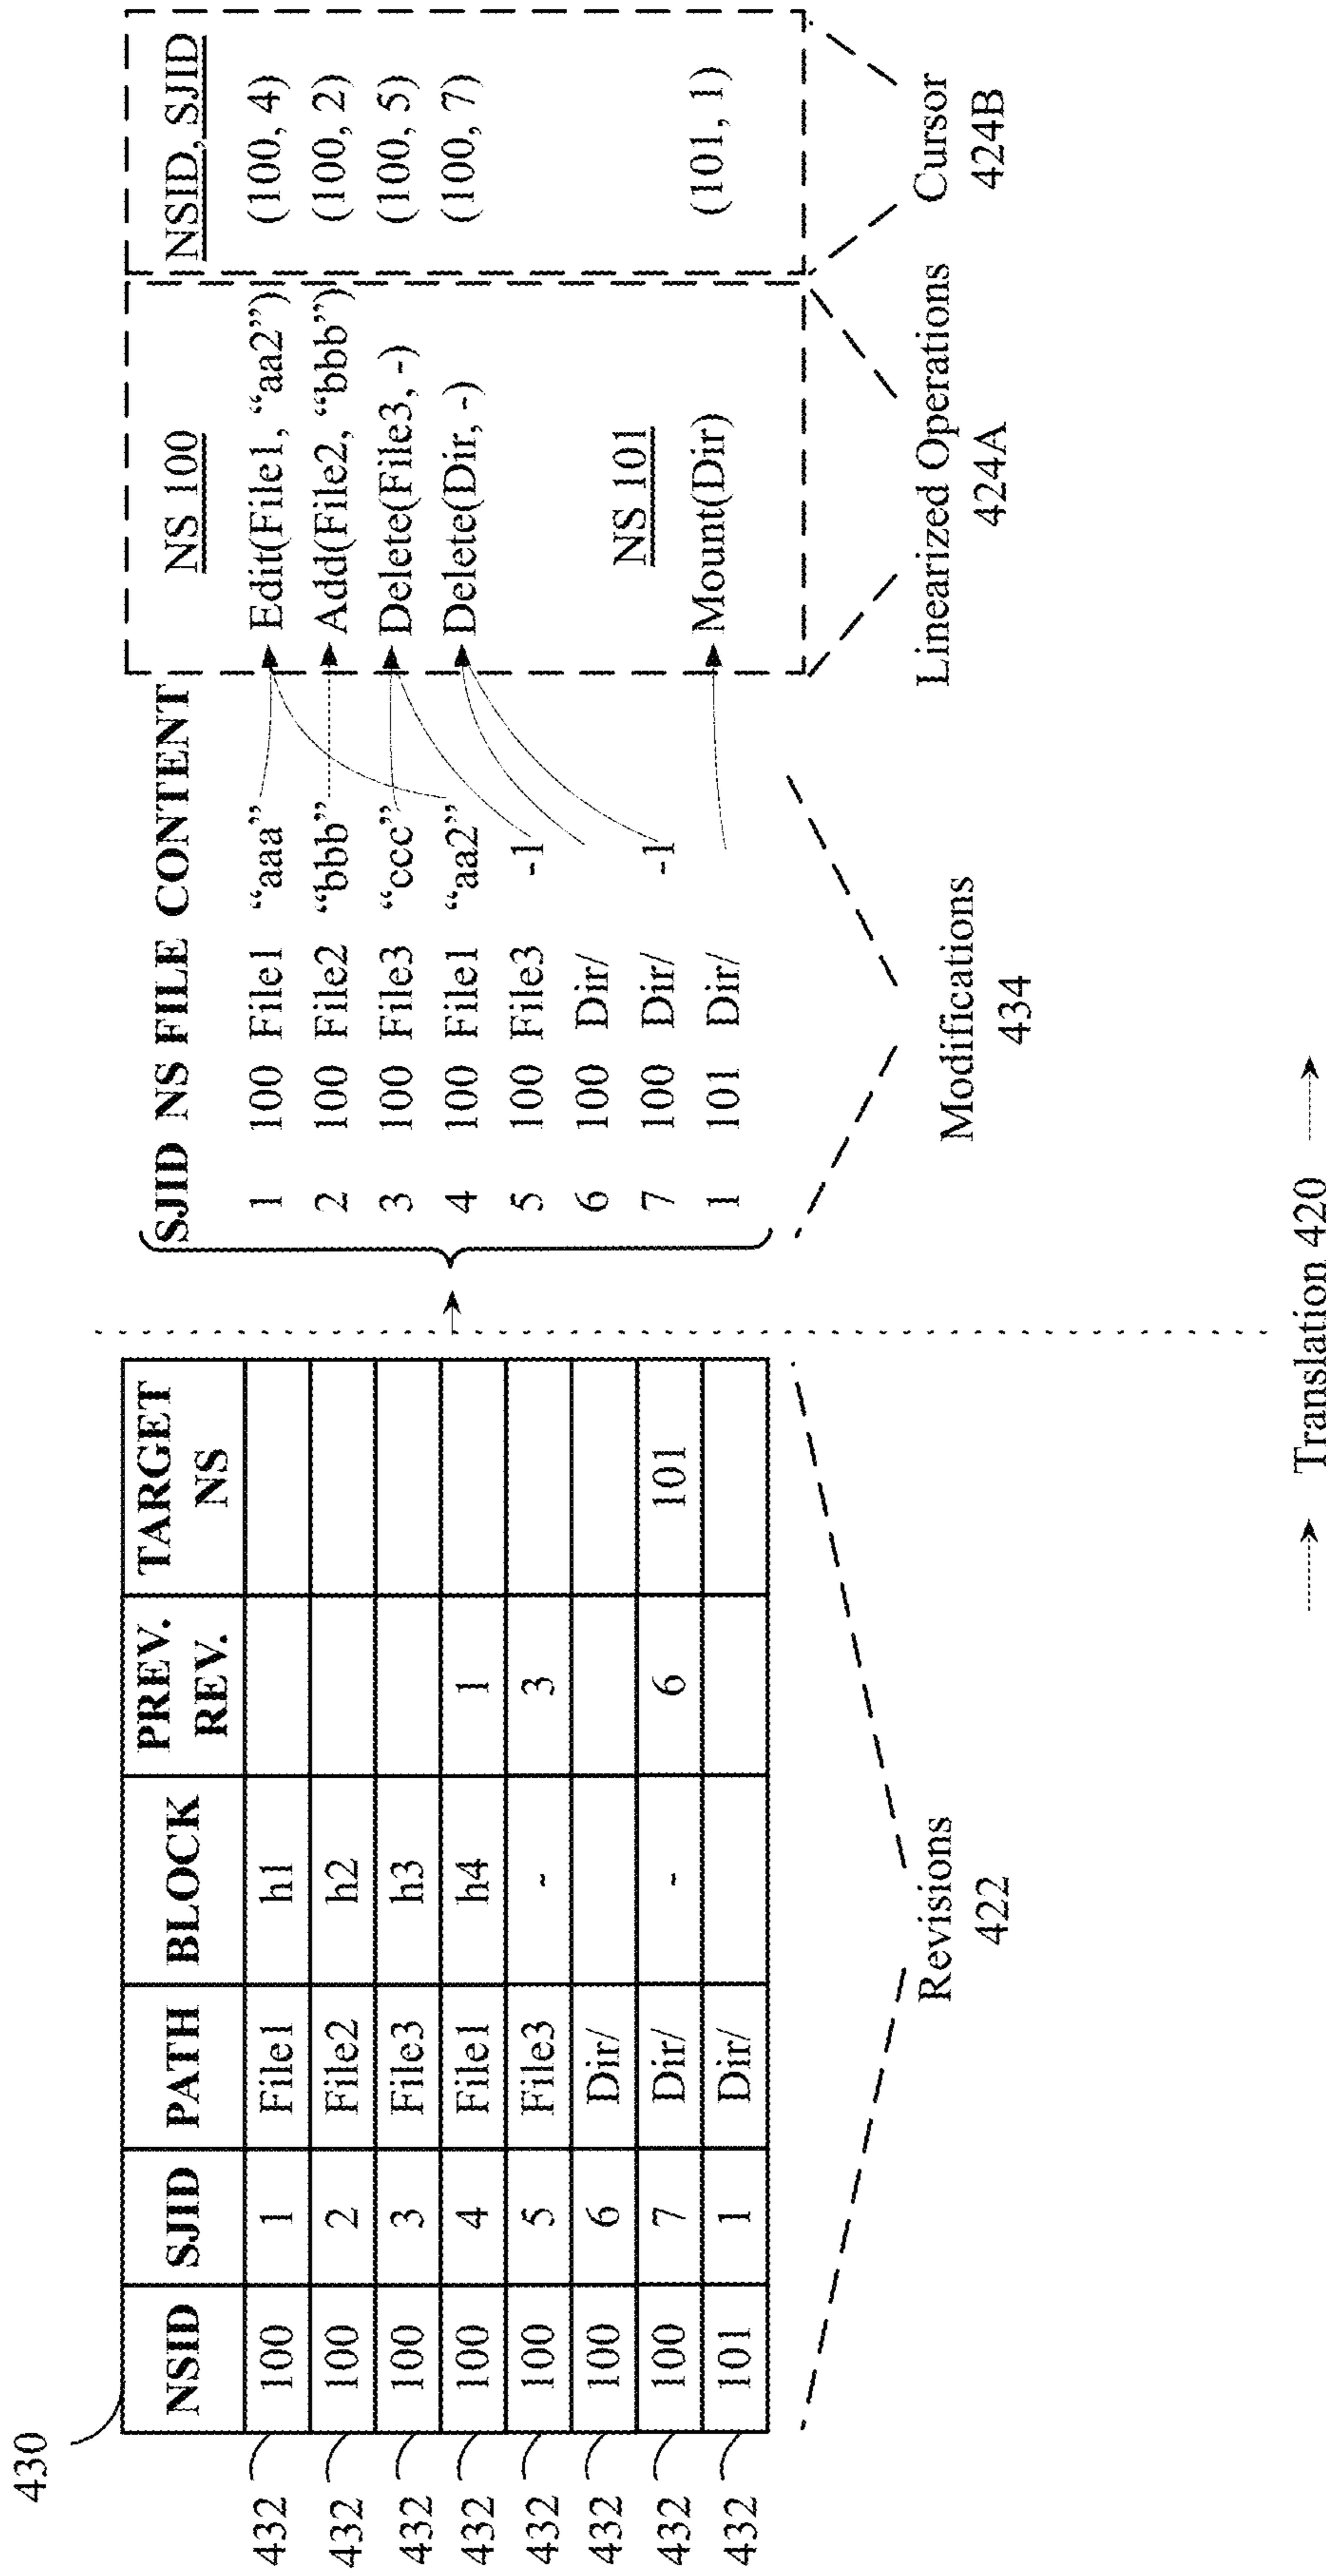 430
NSID SJID PATH BLOCK PREV. REV. TARGET NS
432 100 1 File1 h1
432 100 2 File2 h2
432 100 3 File3 h3
432 100 4 File1 h4 1
432 100 5 File3 - 3
432 100 6 Dir/
432 100 7 Dir/ - 6 101
432 101 1 Dir/
Revisions
422
SJID NS FILE CONTENT
1 100 File1 “aaa”
2 100 File2 “bbb”
3 100 File3 “ccc”
4 100 File1 “aa2”
5 100 File3 -1
6 100 Dir/
7 100 Dir/ -1
1 101 Dir/
Modifications
434
NS 100
Edit(File1, “aa2”)
Add(File2, “bbb”)
Delete(File3, -)
Delete(Dir, -)
NS 101
Mount(Dir)
Linearized Operations
424A
NSID, SJID
(100, 4)
(100, 2)
(100, 5)
(100, 7)
(101, 1)
Cursor
424B
Translation 420